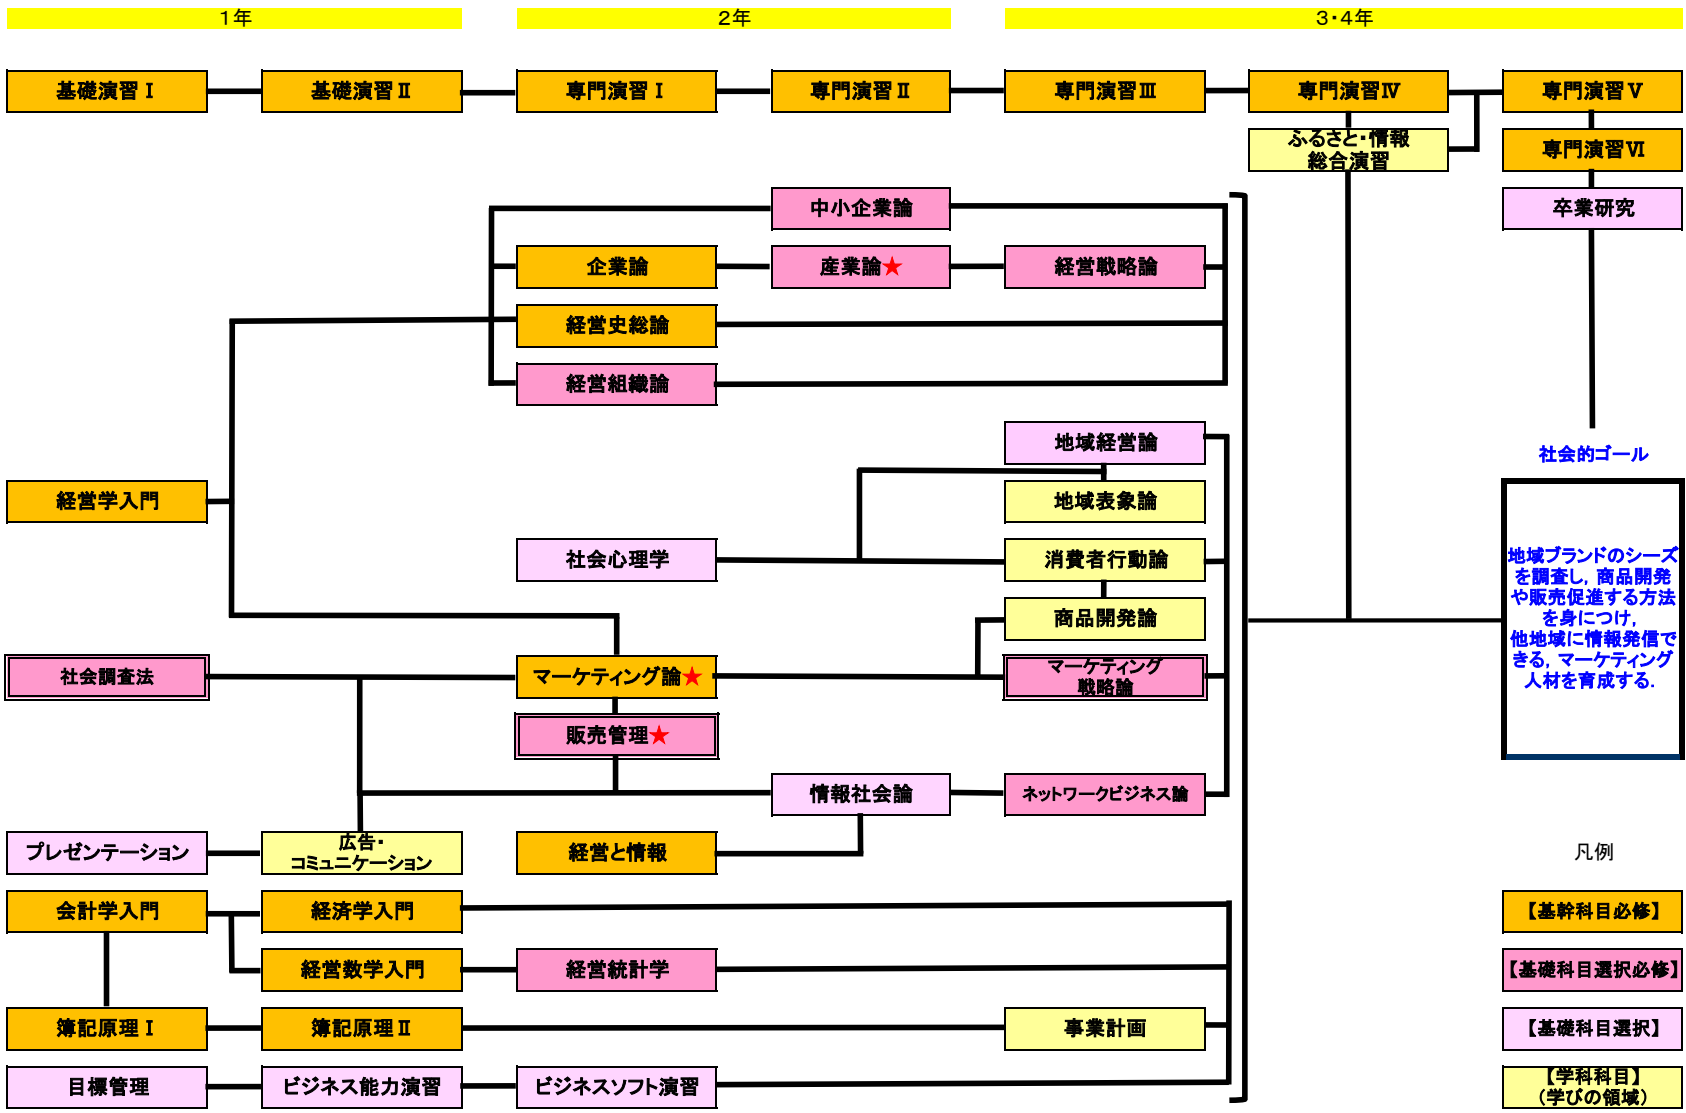 1年
2年
3・4年
基礎演習Ⅰ
基礎演習Ⅱ
専門演習Ⅰ
専門演習Ⅱ
専門演習Ⅲ
専門演習Ⅳ
専門演習Ⅴ
ふるさと・情報
総合演習
専門演習Ⅵ
中小企業論
卒業研究
企業論
産業論★
経営戦略論
経営史総論
経営組織論
地域経営論
社会的ゴール
経営学入門
地域表象論
社会心理学
消費者行動論
地域ブランドのシーズ
を調査し,商品開発
や販売促進する方法
を身につけ,
他地域に情報発信で
きる,マーケティング
人材を育成する.
商品開発論
社会調査法
マーケティング論★
マーケティング
戦略論
販売管理★
情報社会論
ネットワークビジネス論
プレゼンテーション
広告・
コミュニケーション
経営と情報
凡例
会計学入門
経済学入門
【基幹科目必修】
経営数学入門
経営統計学
【基礎科目選択必修】
簿記原理Ⅰ
簿記原理Ⅱ
事業計画
【基礎科目選択】
目標管理
ビジネス能力演習
ビジネスソフト演習
【学科科目】
(学びの領域)